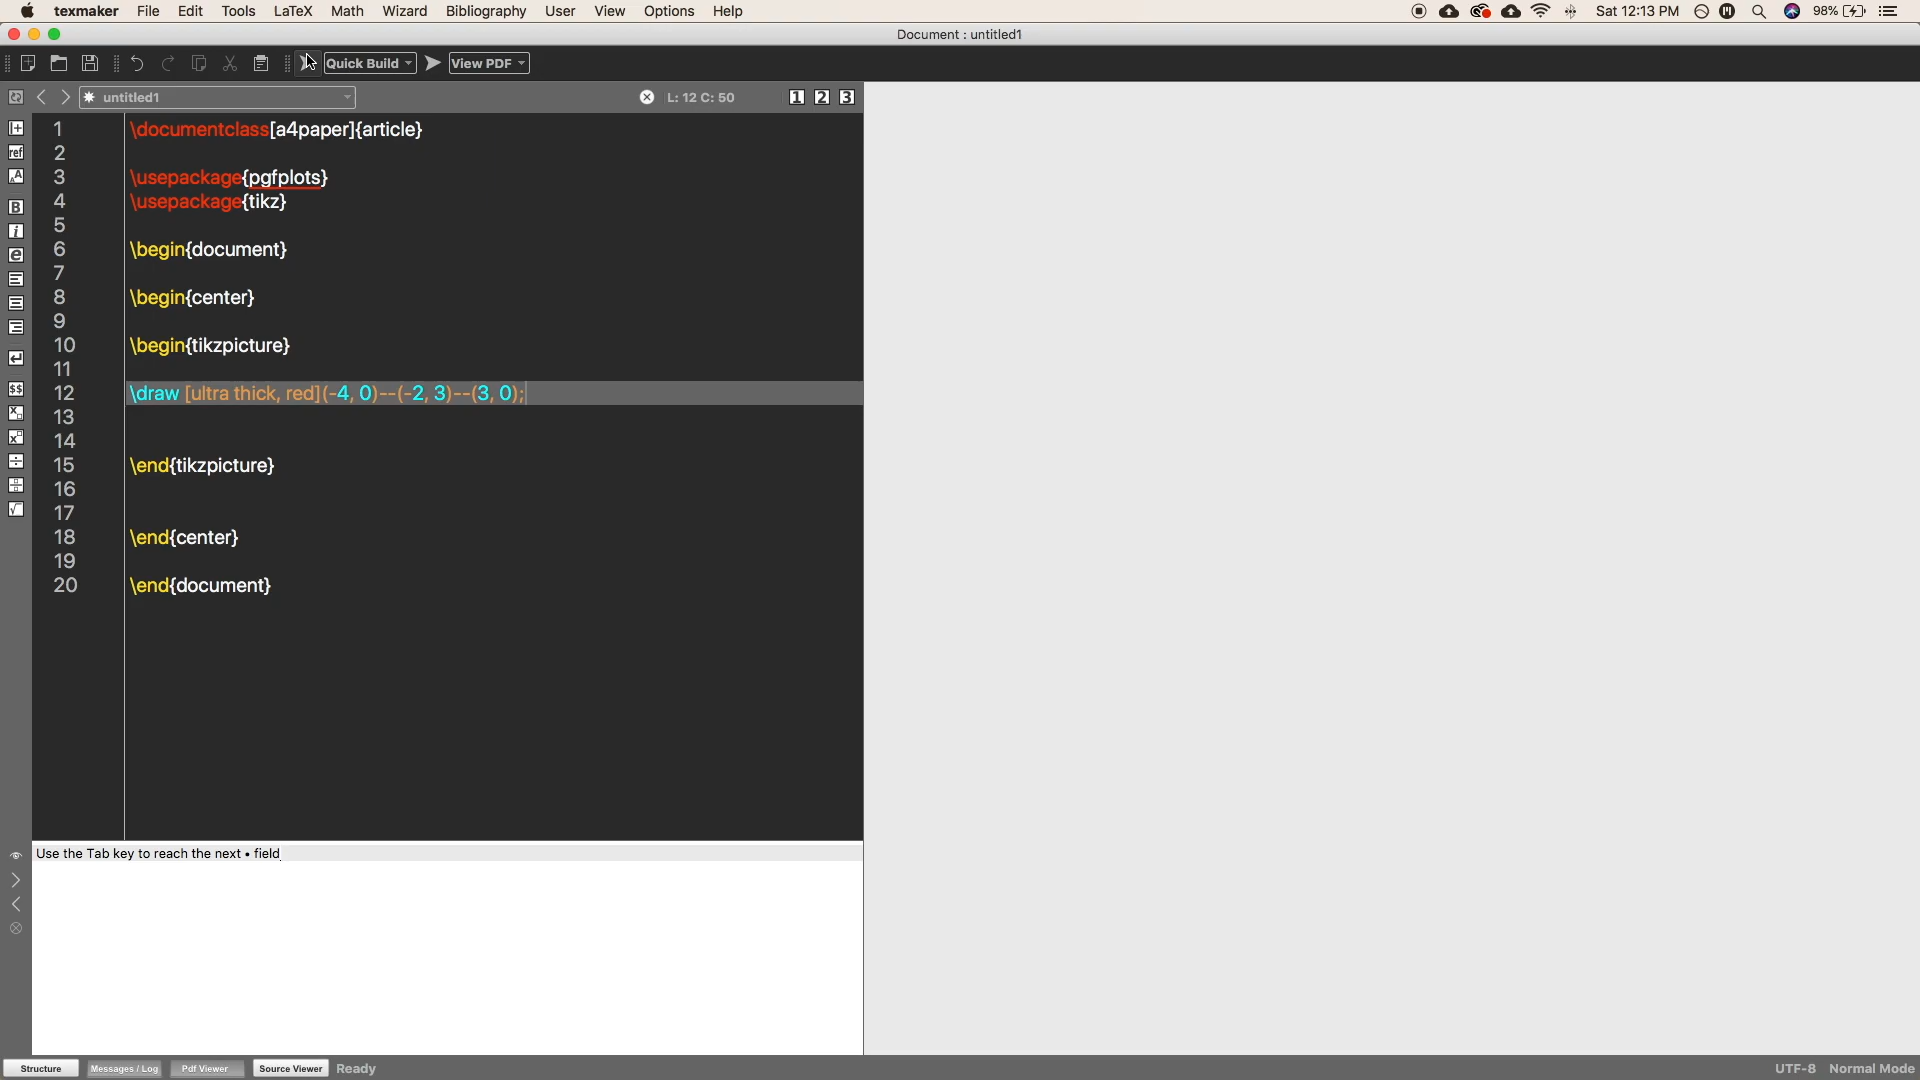 texmaker File Edit Tools LaTeX Math Wizard Bibliography User View Options Help Sat 12:13 PM 98%
Document : untitled1
Quick Build View PDF
untitled1 L: 12 C: 50 1 2 3
1 \documentclass[a4paper]{article}
2
3 \usepackage{pgfplots}
4 \usepackage{tikz}
5
6 \begin{document}
7
8 \begin{center}
9
10 \begin{tikzpicture}
11
12 \draw [ultra thick, red](-4, 0)--(-2, 3)--(3, 0);
13
14
15 \end{tikzpicture}
16
17
18 \end{center}
19
20 \end{document}
Use the Tab key to reach the next • field
Structure Messages / Log Pdf Viewer Source Viewer Ready UTF-8 Normal Mode